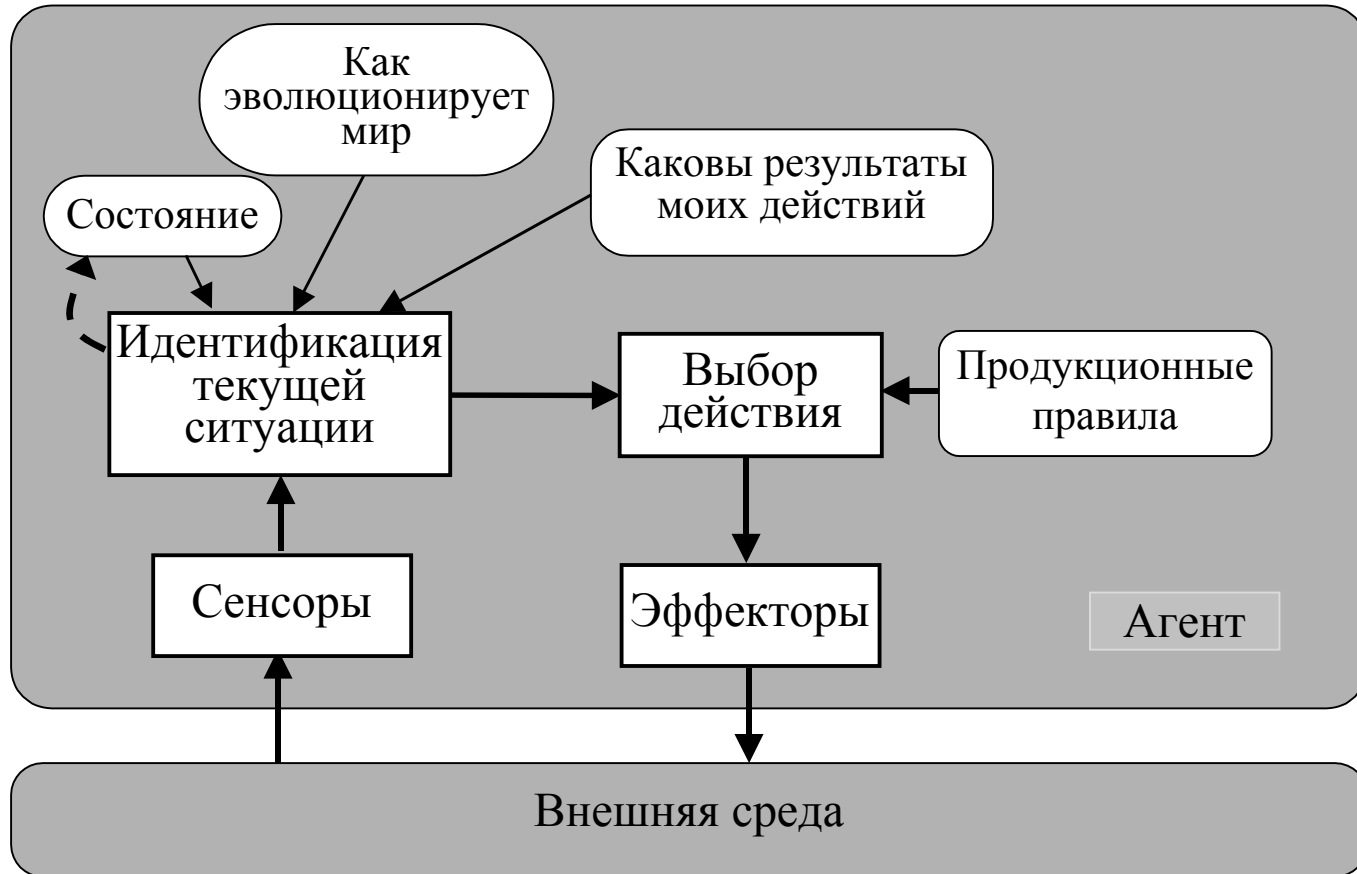 Как
эволюционирует
мир
Каковы результаты
моих действий
Состояние
Идентификация
текущей
ситуации
Выбор
действия
Продукционные
правила
Сенсоры
Эффекторы
Агент
Внешняя среда